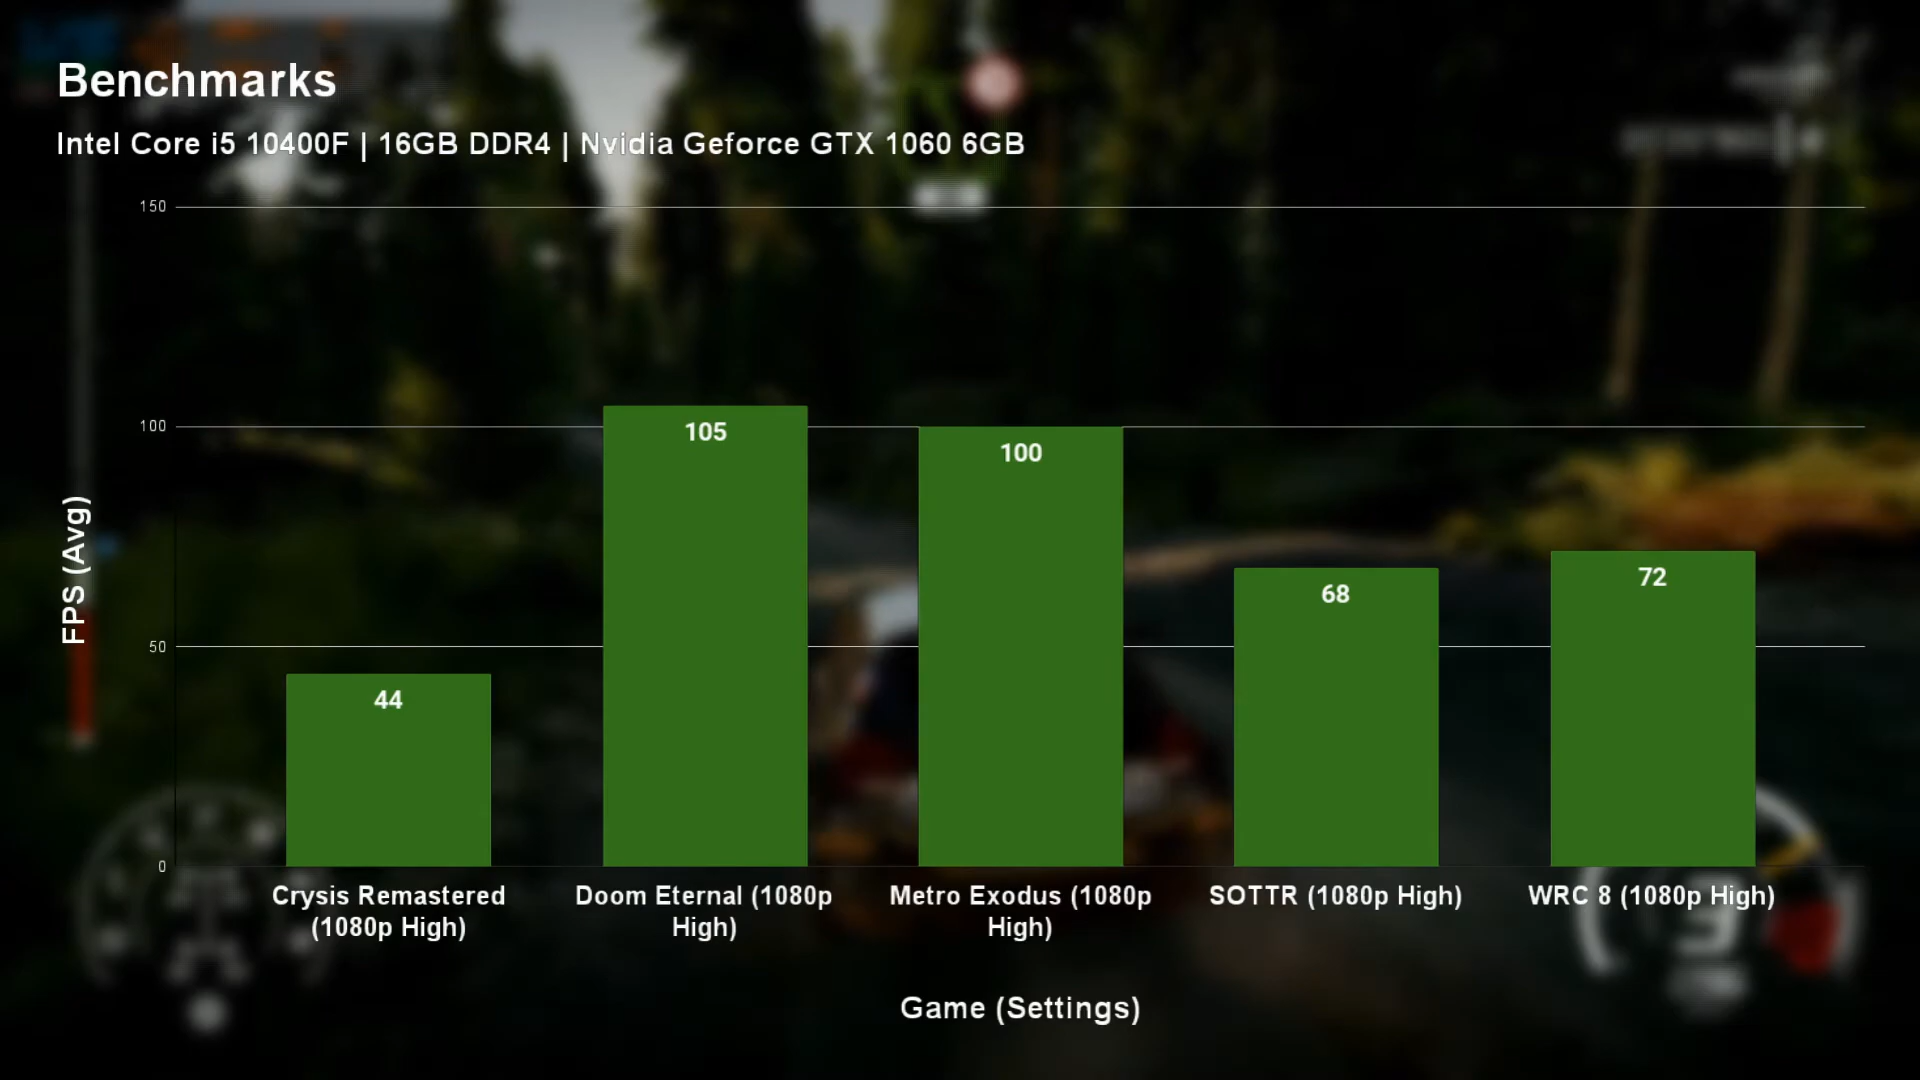 Benchmarks
Intel Core i5 10400F | 16GB DDR4 | Nvidia Geforce GTX 1060 6GB
150
100
50
0
FPS (Avg)
44
105
100
68
72
Crysis Remastered
(1080p High)
Doom Eternal (1080p
High)
Metro Exodus (1080p
High)
SOTTR (1080p High)
WRC 8 (1080p High)
Game (Settings)